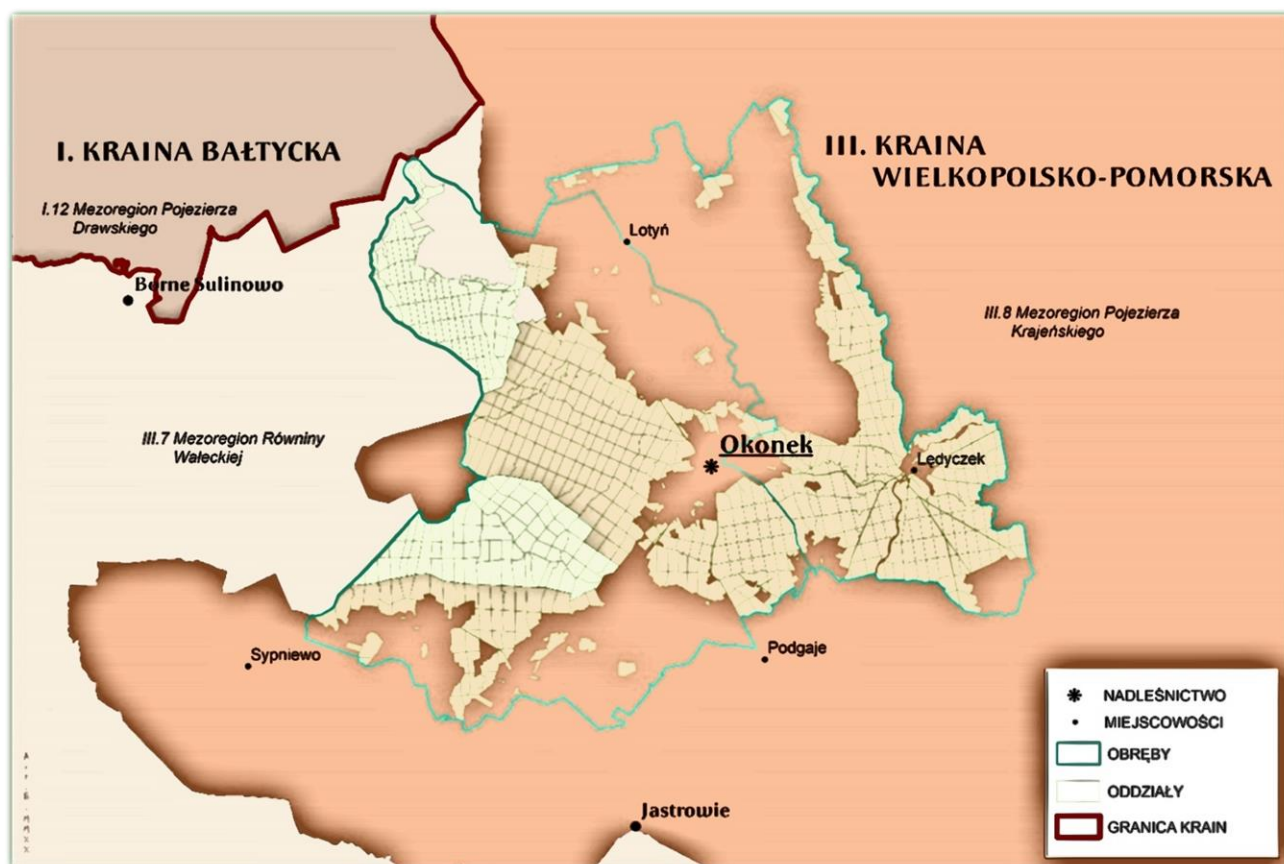 I. KRAINA BAŁTYCKA
I.12 Mezoregion Pojezierza
Drawskiego
Borne Sulinowo
III. KRAINA
WIELKOPOLSKO-POMORSKA
Lotyń
III.8 Mezoregion Pojezierza
Krajeńskiego
III.7 Mezoregion Równiny
Wałeckiej
Okonek
Lędyczek
Sypniewo
Podgaje
Jastrowie
NADLEŚNICTWO
MIEJSCOWOŚCI
OBRĘBY
ODDZIAŁY
GRANICA KRAIN